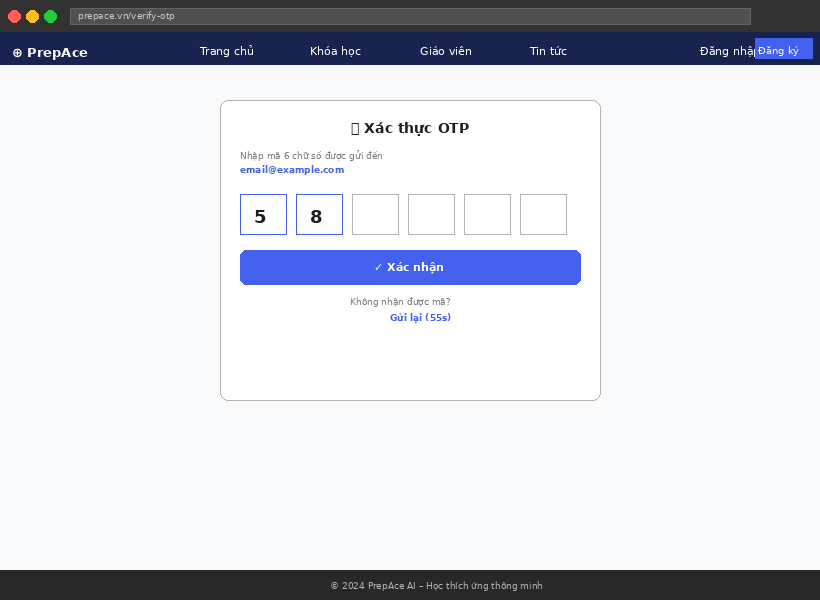 prepace.vn/verify-otp
⊕ PrepAce
Trang chủ
Khóa học
Giáo viên
Tin tức
Đăng nhập
Đăng ký
Xác thực OTP
Nhập mã 6 chữ số được gửi đến
email@example.com
5 8
✓ Xác nhận
Không nhận được mã?
Gửi lại (55s)
© 2024 PrepAce AI – Học thích ứng thông minh